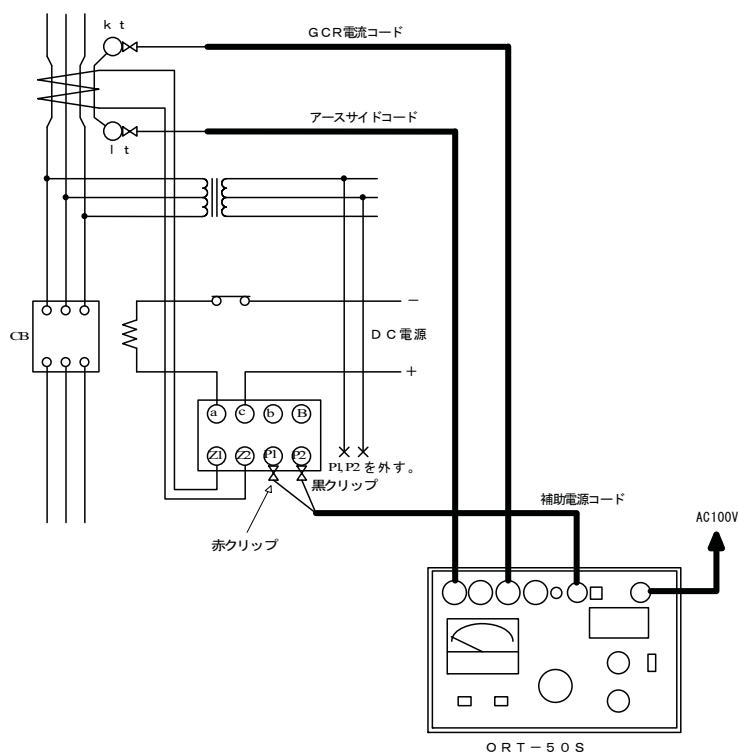 k t
GCR電流コード
アースサイドコード
l t
－
CB
DC電源
＋
a c b B
Z1 Z2 P1 P2
P1,P2を外す。
黒クリップ
補助電源コード
赤クリップ
AC100V
ORT－50S